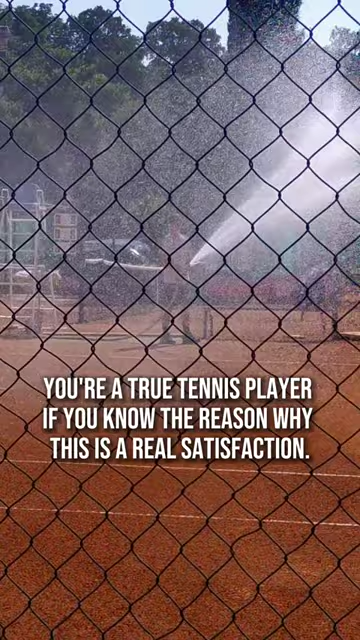 YOU'RE A TRUE TENNIS PLAYER
IF YOU KNOW THE REASON WHY
THIS IS A REAL SATISFACTION.